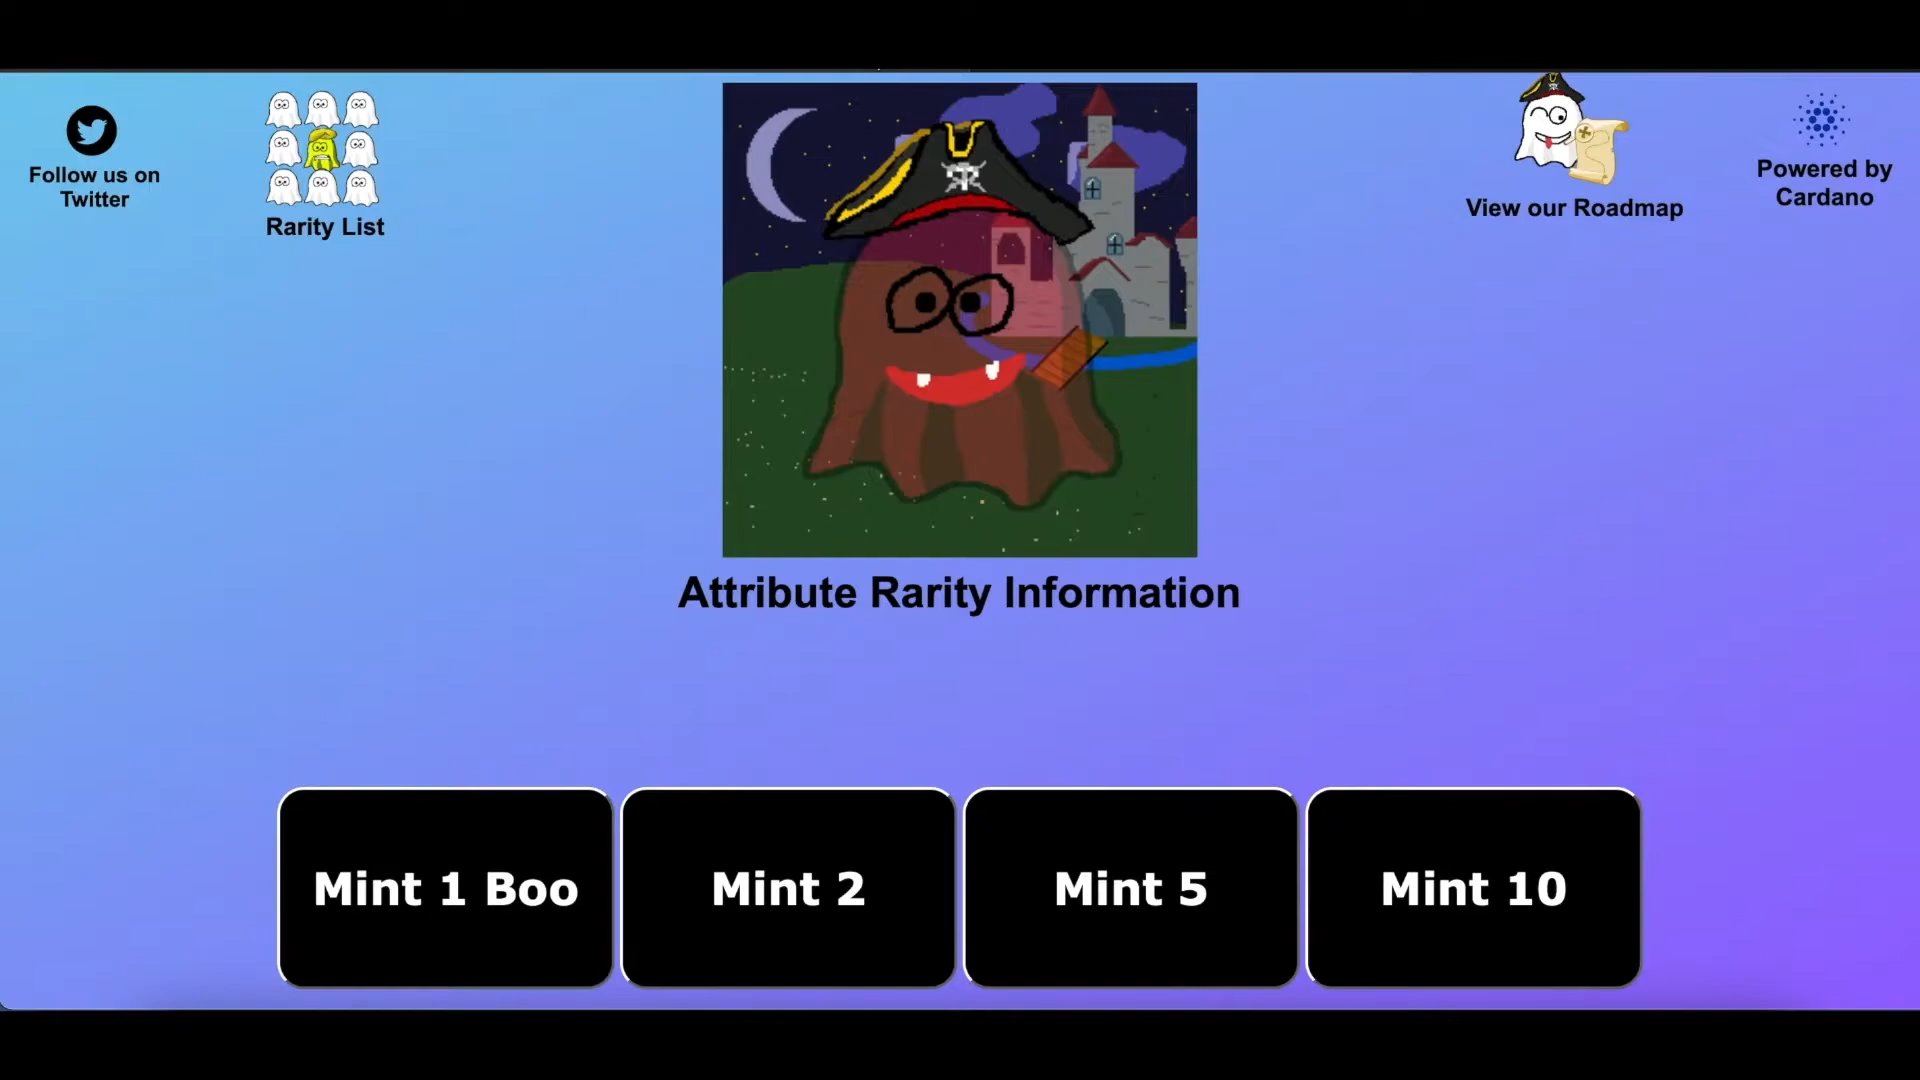 Follow us on
Twitter
Rarity List
View our Roadmap
Powered by
Cardano
Attribute Rarity Information
Mint 1 Boo
Mint 2
Mint 5
Mint 10